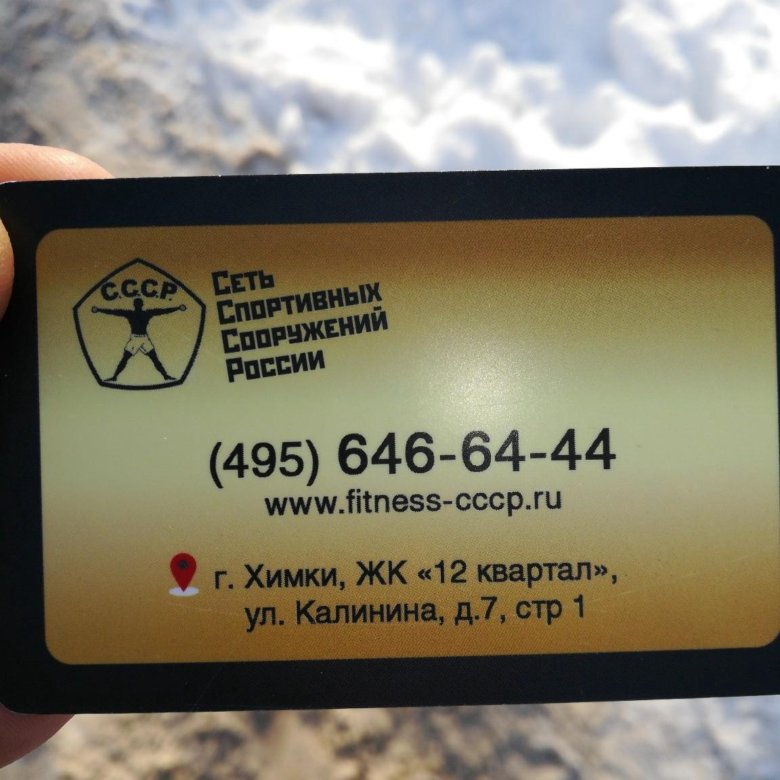 С.С.С.Р.
Сеть
Спортивных
Сооружений
России
(495) 646-64-44
www.fitness-cccp.ru
г. Химки, ЖК «12 квартал»,
ул. Калинина, д.7, стр 1